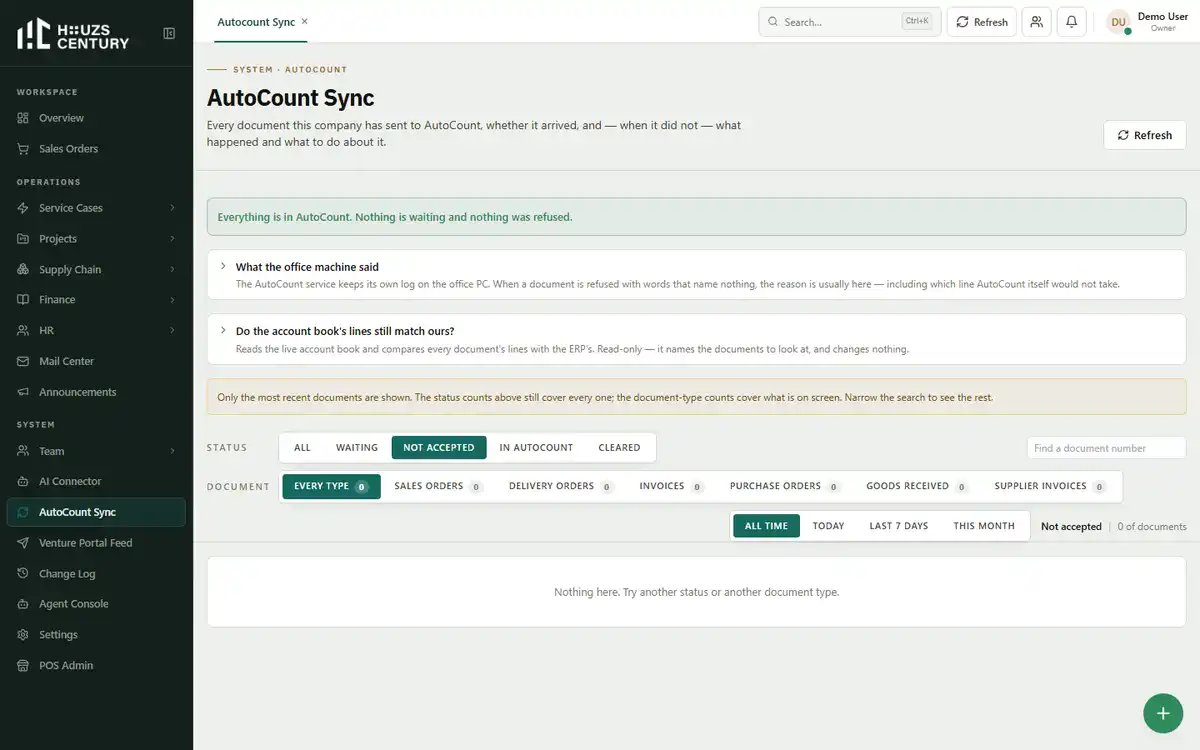 HOUZS
CENTURY
WORKSPACE
Overview
Sales Orders
OPERATIONS
Service Cases
Projects
Supply Chain
Finance
HR
Mail Center
Announcements
SYSTEM
Team
AI Connector
AutoCount Sync
Venture Portal Feed
Change Log
Agent Console
Settings
POS Admin
Autocount Sync ×
Search... Ctrl+K
Refresh
DU
Demo User
Owner
SYSTEM · AUTOCOUNT
AutoCount Sync
Every document this company has sent to AutoCount, whether it arrived, and — when it did not — what
happened and what to do about it.
Refresh
Everything is in AutoCount. Nothing is waiting and nothing was refused.
What the office machine said
The AutoCount service keeps its own log on the office PC. When a document is refused with words that name nothing, the reason is usually here — including which line AutoCount itself would not take.
Do the account book's lines still match ours?
Reads the live account book and compares every document's lines with the ERP's. Read-only — it names the documents to look at, and changes nothing.
Only the most recent documents are shown. The status counts above still cover every one; the document-type counts cover what is on screen. Narrow the search to see the rest.
STATUS ALL WAITING NOT ACCEPTED IN AUTOCOUNT CLEARED Find a document number
DOCUMENT EVERY TYPE 0 SALES ORDERS 0 DELIVERY ORDERS 0 INVOICES 0 PURCHASE ORDERS 0 GOODS RECEIVED 0 SUPPLIER INVOICES 0
ALL TIME TODAY LAST 7 DAYS THIS MONTH Not accepted | 0 of documents
Nothing here. Try another status or another document type.